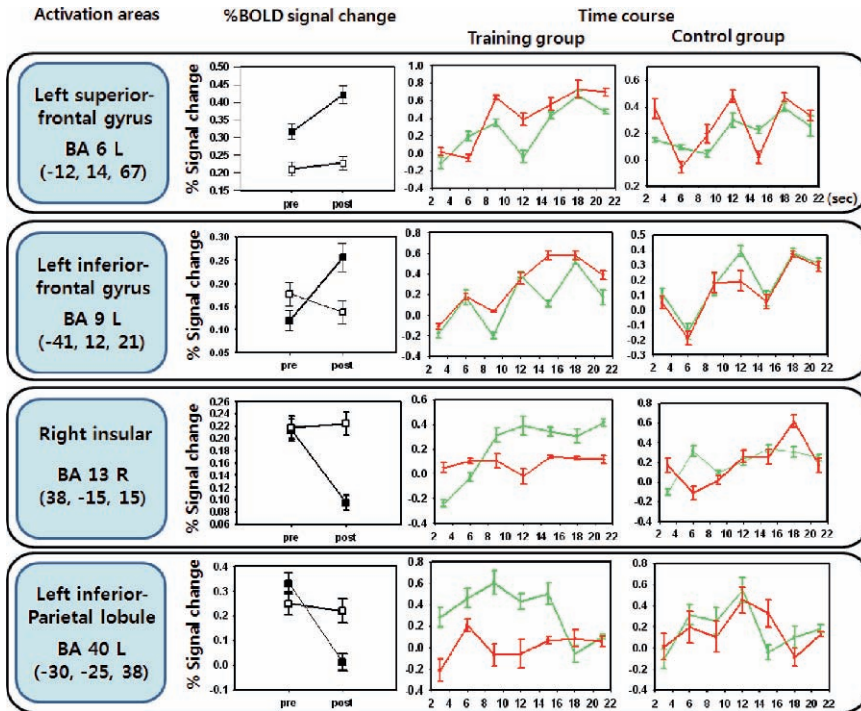 Activation areas
%BOLD signal change
Time course
Training group
Control group
Left superior-
frontal gyrus
BA 6 L
(-12, 14, 67)
% Signal change
0.50
0.45
0.40
0.35
0.30
0.25
0.20
0.15
pre post
1.0
0.8
0.6
0.4
0.2
0.0
0.2
0.4
2 4 6 8 10 12 14 16 18 20 22
0.6
0.4
0.2
0.0
0.2
2 4 6 8 10 12 14 16 18 20 22
(sec)
Left inferior-
frontal gyrus
BA 9 L
(-41, 12, 21)
% Signal change
0.30
0.25
0.20
0.15
0.10
0.05
pre post
0.8
0.6
0.4
0.2
0.0
-0.2
-0.4
2 4 6 8 10 12 14 16 18 20 22
0.5
0.4
0.3
0.2
0.1
0.0
-0.1
-0.2
-0.3
2 4 6 8 10 12 14 16 18 20 22
Right insular
BA 13 R
(38, -15, 15)
% Signal change
0.26
0.24
0.22
0.20
0.18
0.16
0.14
0.12
0.10
0.08
0.06
pre post
0.6
0.4
0.2
0.0
-0.2
-0.4
2 4 6 8 10 12 14 16 18 20 22
0.8
0.6
0.4
0.2
0.0
-0.2
-0.4
2 4 6 8 10 12 14 16 18 20 22
Left inferior-
Parietal lobule
BA 40 L
(-30, -25, 38)
% Signal change
0.4
0.3
0.2
0.1
0.0
-0.1
pre post
0.8
0.6
0.4
0.2
0.0
-0.2
-0.4
2 4 6 8 10 12 14 16 18 20 22
0.8
0.6
0.4
0.2
0.0
-0.2
-0.4
2 4 6 8 10 12 14 16 18 20 22